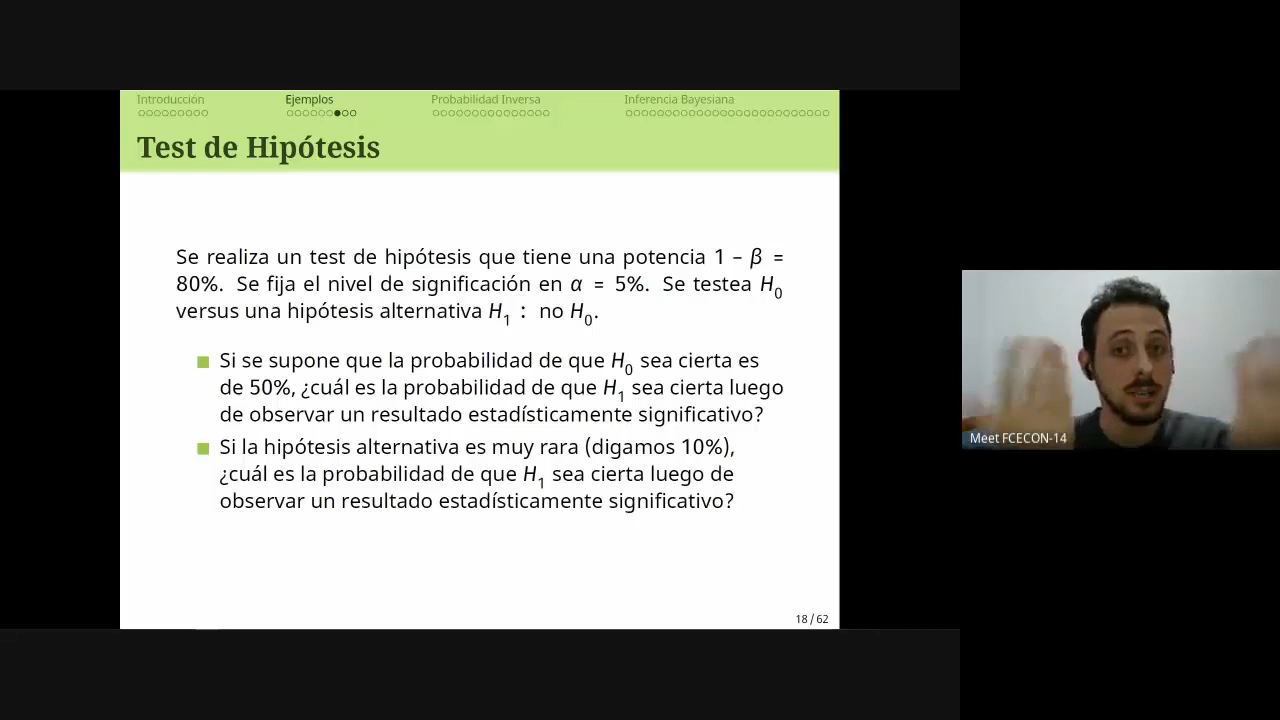 Introducción Ejemplos Probabilidad Inversa Inferencia Bayesiana
Test de Hipótesis
Se realiza un test de hipótesis que tiene una potencia 1 − β =
80%. Se fija el nivel de significación en α = 5%. Se testea H₀
versus una hipótesis alternativa H₁ : no H₀.
Si se supone que la probabilidad de que H₀ sea cierta es
de 50%, ¿cuál es la probabilidad de que H₁ sea cierta luego
de observar un resultado estadísticamente significativo?
Si la hipótesis alternativa es muy rara (digamos 10%),
¿cuál es la probabilidad de que H₁ sea cierta luego de
observar un resultado estadísticamente significativo?
18 / 62
Meet FCECON-14